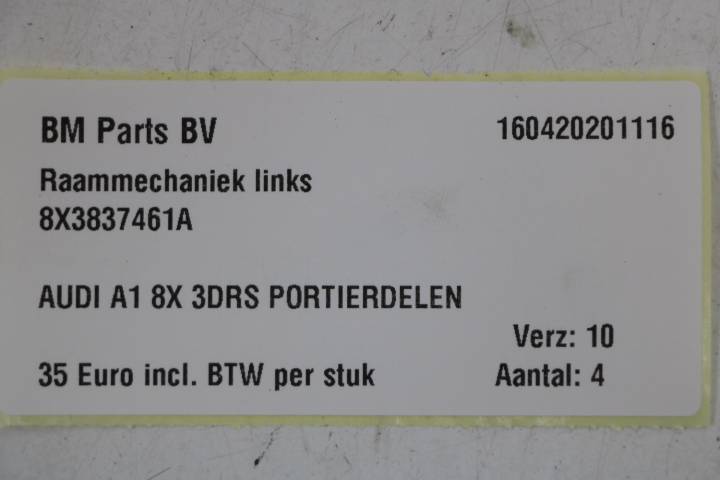 BM Parts BV 160420201116
Raammechaniek links
8X3837461A
AUDI A1 8X 3DRS PORTIERDELEN
Verz: 10
35 Euro incl. BTW per stuk Aantal: 4